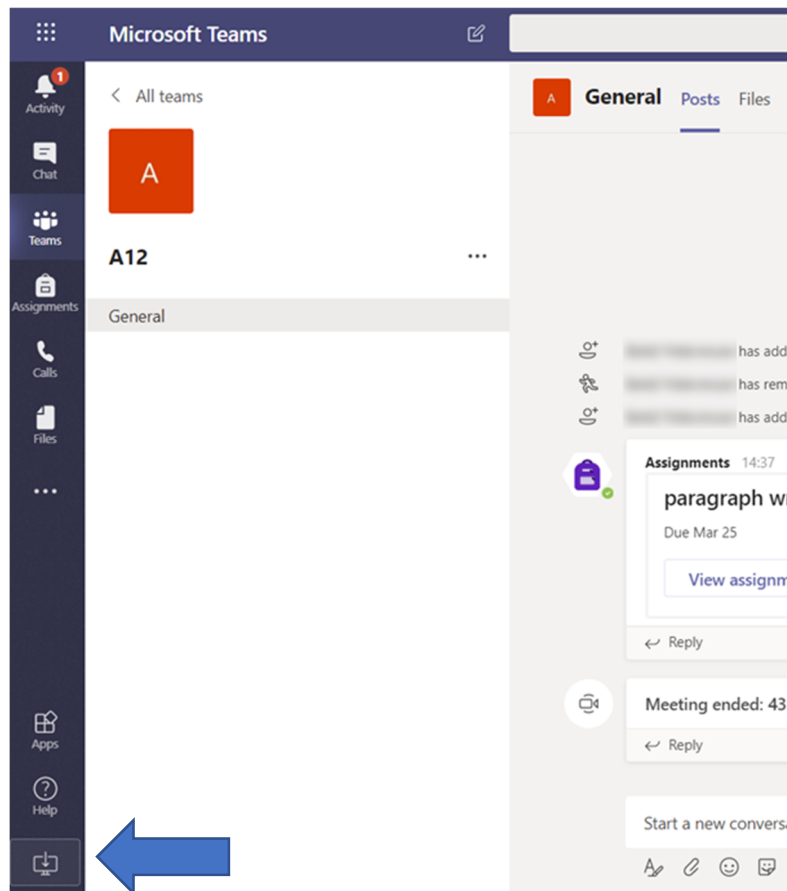 Microsoft Teams
1
Activity
Chat
Teams
Assignments
Calls
Files
Apps
Help
All teams
A
A12
General
A
General Posts Files
has add
has rem
has add
Assignments 14:37
paragraph w
Due Mar 25
View assignm
Reply
Meeting ended: 43
Reply
Start a new conversa